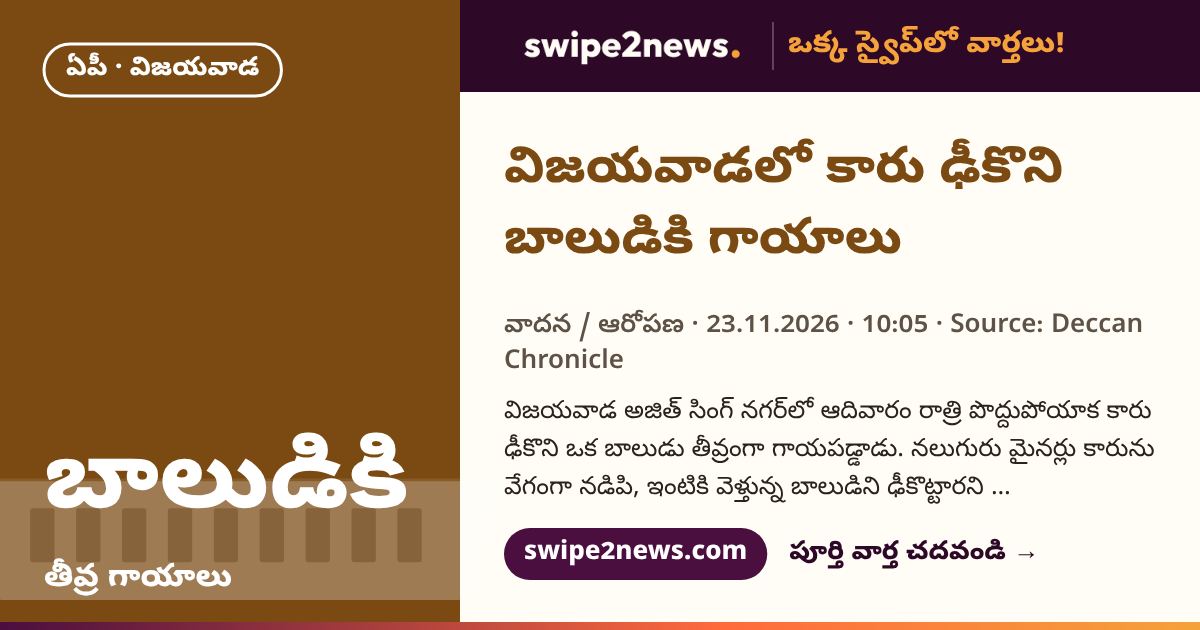 ఏపీ · విజయవాడ
బాలుడికి
తీవ్ర గాయాలు
swipe2news. ఒక్క స్వైప్‌లో వార్తలు!
విజయవాడలో కారు ఢీకొని
బాలుడికి గాయాలు
వాదన / ఆరోపణ · 23.11.2026 · 10:05 · Source: Deccan
Chronicle
విజయవాడ అజిత్ సింగ్ నగర్‌లో ఆదివారం రాత్రి పొద్దుపోయాక కారు
ఢీకొని ఒక బాలుడు తీవ్రంగా గాయపడ్డాడు. నలుగురు మైనర్లు కారును
వేగంగా నడిపి, ఇంటికి వెళ్తున్న బాలుడిని ఢీకొట్టారని ...
swipe2news.com పూర్తి వార్త చదవండి →